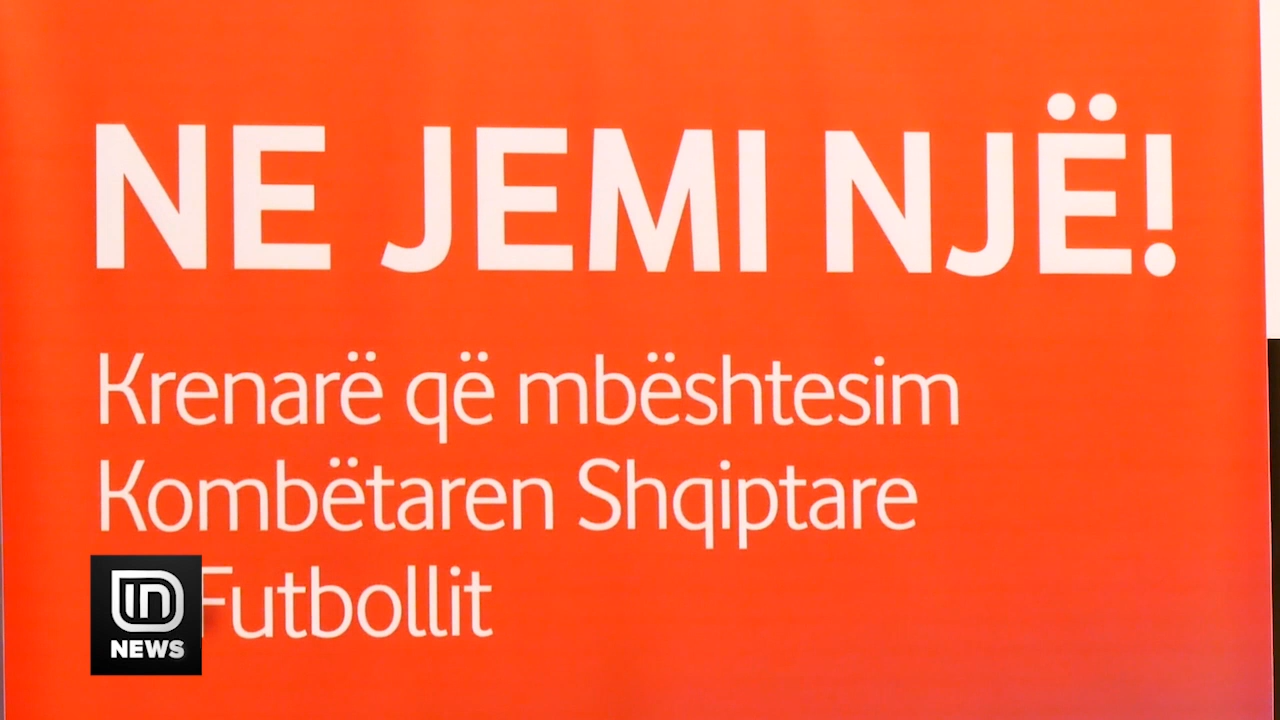 NE JEMI NJË!
Krenarë që mbështesim
Kombëtaren Shqiptare
Futbollit
IN
NEWS